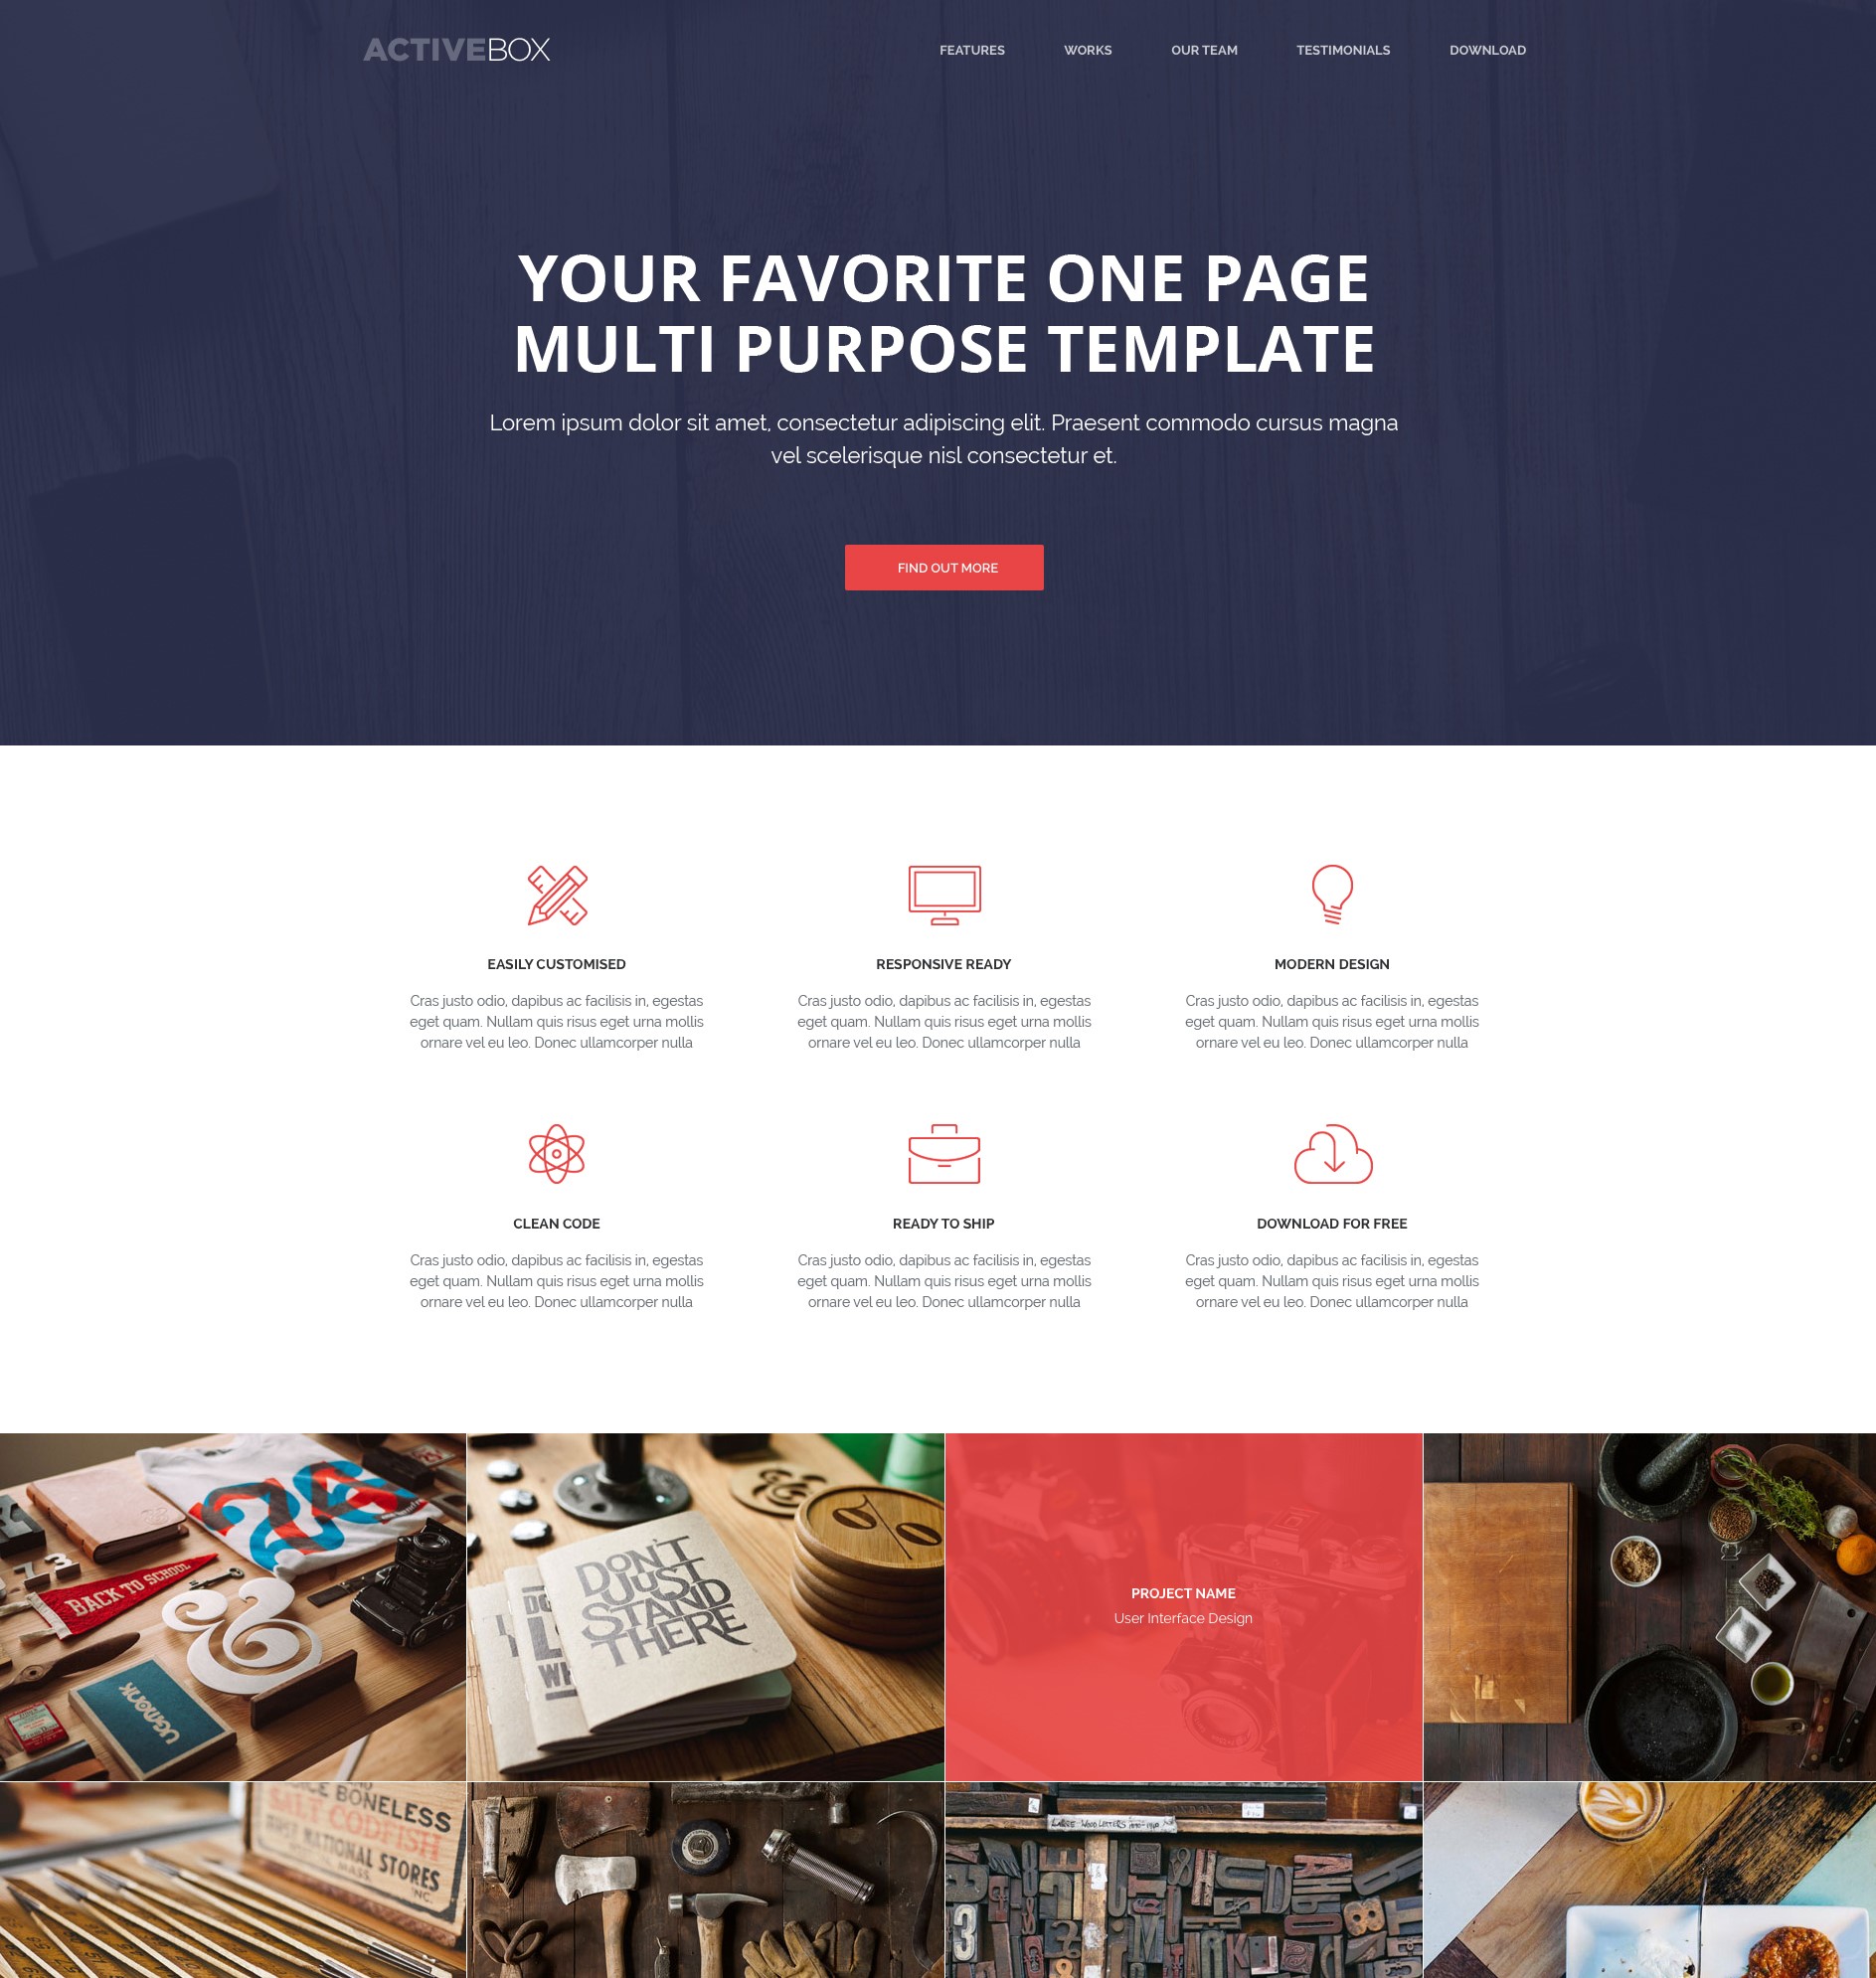 ACTIVEBOX
FEATURES WORKS OUR TEAM TESTIMONIALS DOWNLOAD
YOUR FAVORITE ONE PAGE
MULTI PURPOSE TEMPLATE
Lorem ipsum dolor sit amet, consectetur adipiscing elit. Praesent commodo cursus magna
vel scelerisque nisl consectetur et.
FIND OUT MORE
EASILY CUSTOMISED
Cras justo odio, dapibus ac facilisis in, egestas
eget quam. Nullam quis risus eget urna mollis
ornare vel eu leo. Donec ullamcorper nulla
RESPONSIVE READY
Cras justo odio, dapibus ac facilisis in, egestas
eget quam. Nullam quis risus eget urna mollis
ornare vel eu leo. Donec ullamcorper nulla
MODERN DESIGN
Cras justo odio, dapibus ac facilisis in, egestas
eget quam. Nullam quis risus eget urna mollis
ornare vel eu leo. Donec ullamcorper nulla
CLEAN CODE
Cras justo odio, dapibus ac facilisis in, egestas
eget quam. Nullam quis risus eget urna mollis
ornare vel eu leo. Donec ullamcorper nulla
READY TO SHIP
Cras justo odio, dapibus ac facilisis in, egestas
eget quam. Nullam quis risus eget urna mollis
ornare vel eu leo. Donec ullamcorper nulla
DOWNLOAD FOR FREE
Cras justo odio, dapibus ac facilisis in, egestas
eget quam. Nullam quis risus eget urna mollis
ornare vel eu leo. Donec ullamcorper nulla
7 3
BACK TO SCHOOL
&
UGMONK
DON'T
JUST
STAND
THERE
%
PROJECT NAME
User Interface Design
BONELESS
SALT CODFISH
NATIONAL STORES
MASS.
INC.
LARGE WOOD LETTERS